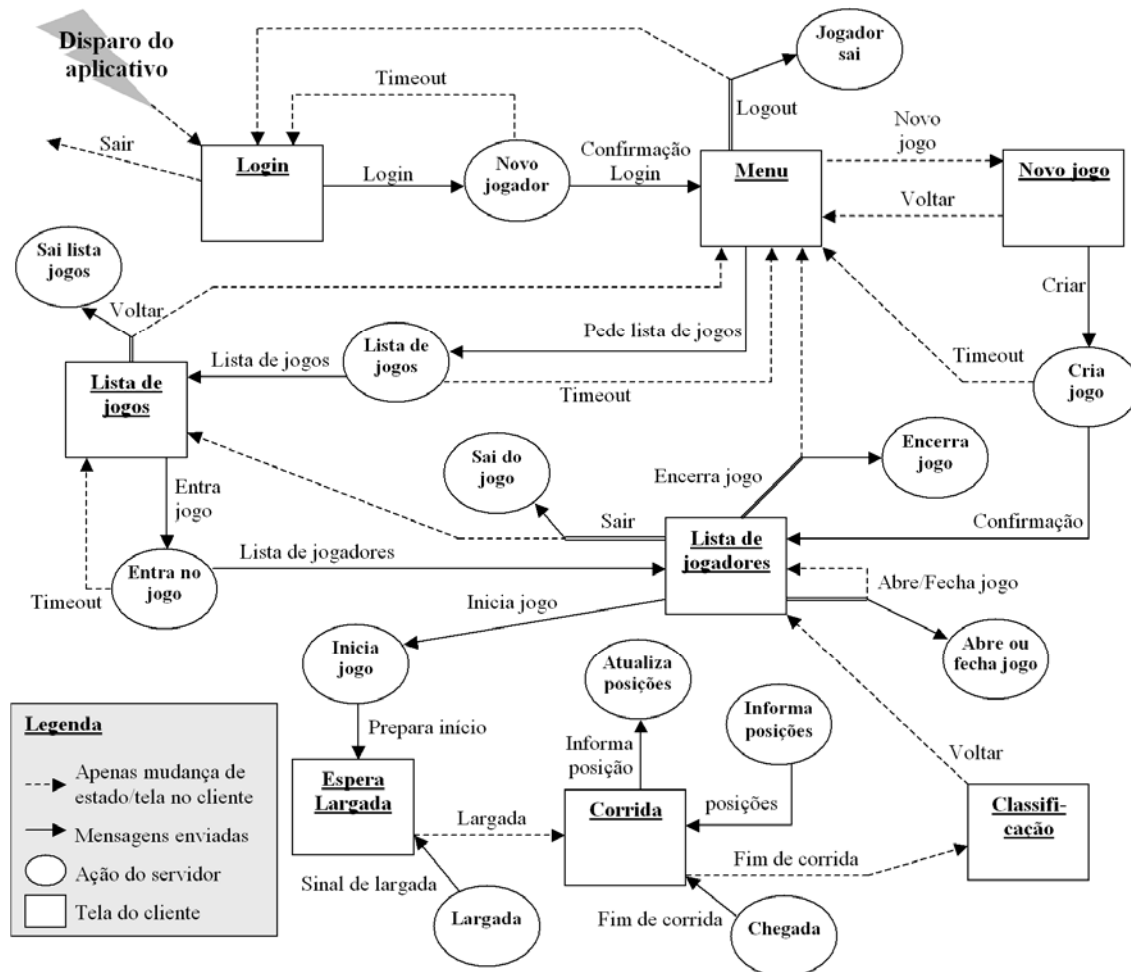 Disparo do
aplicativo
Jogador
sai
Timeout
Logout
Sair
Novo
jogo
Login
Login
Novo
jogador
Confirmação
Login
Menu
Novo jogo
Voltar
Sai lista
jogos
Voltar
Criar
Pede lista de jogos
Lista de jogos
Lista de
jogos
Timeout
Timeout
Cria
jogo
Lista de
jogos
Encerra
jogo
Sai do
jogo
Encerra jogo
Entra
jogo
Sair
Confirmação
Lista de
jogadores
Lista de jogadores
Entra no
jogo
Timeout
Abre/Fecha jogo
Inicia jogo
Inicia
jogo
Atualiza
posições
Abre ou
fecha jogo
Informa
posições
Legenda
Apenas mudança de
estado/tela no cliente
Mensagens enviadas
Ação do servidor
Tela do cliente
Prepara início
Informa
posição
Voltar
Espera
Largada
Largada
Corrida
posições
Classifi-
cação
Fim de corrida
Sinal de largada
Largada
Fim de corrida
Chegada